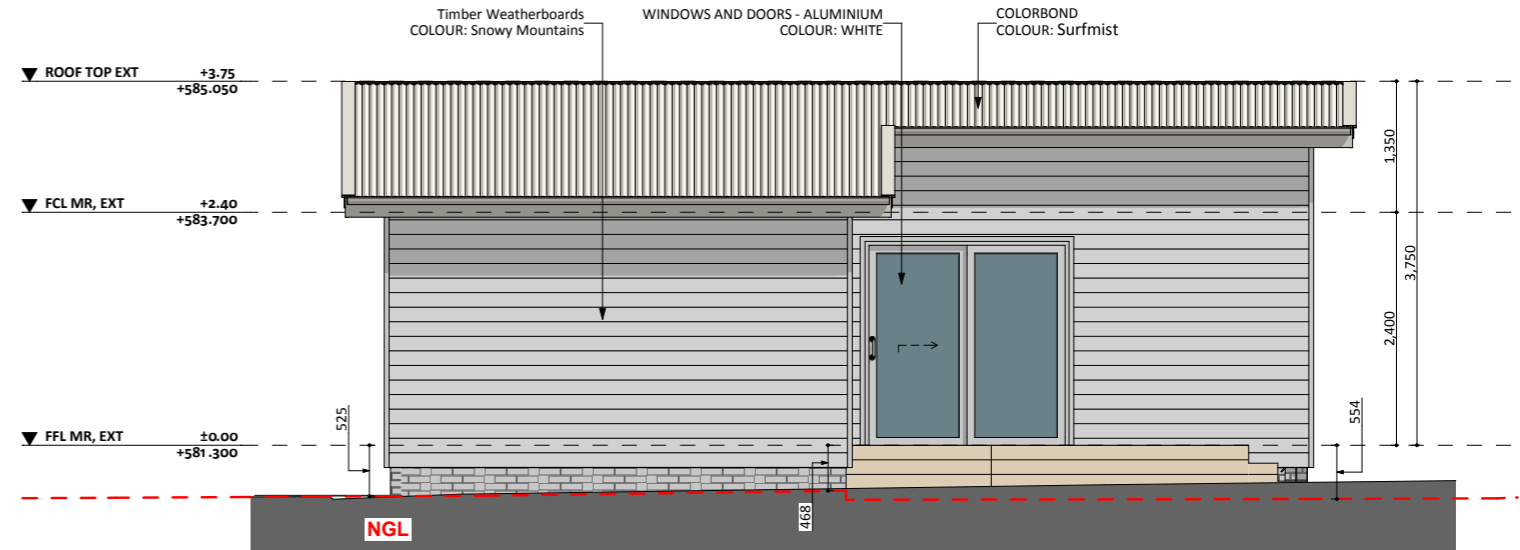 Timber Weatherboards
COLOUR: Snowy Mountains
WINDOWS AND DOORS - ALUMINIUM
COLOUR: WHITE
COLORBOND
COLOUR: Surfmist
ROOF TOP EXT +3.75
+585.050
1,350
FCL MR, EXT +2.40
+583.700
3,750
2,400
525
554
FFL MR, EXT ±0.00
+581.300
468
NGL